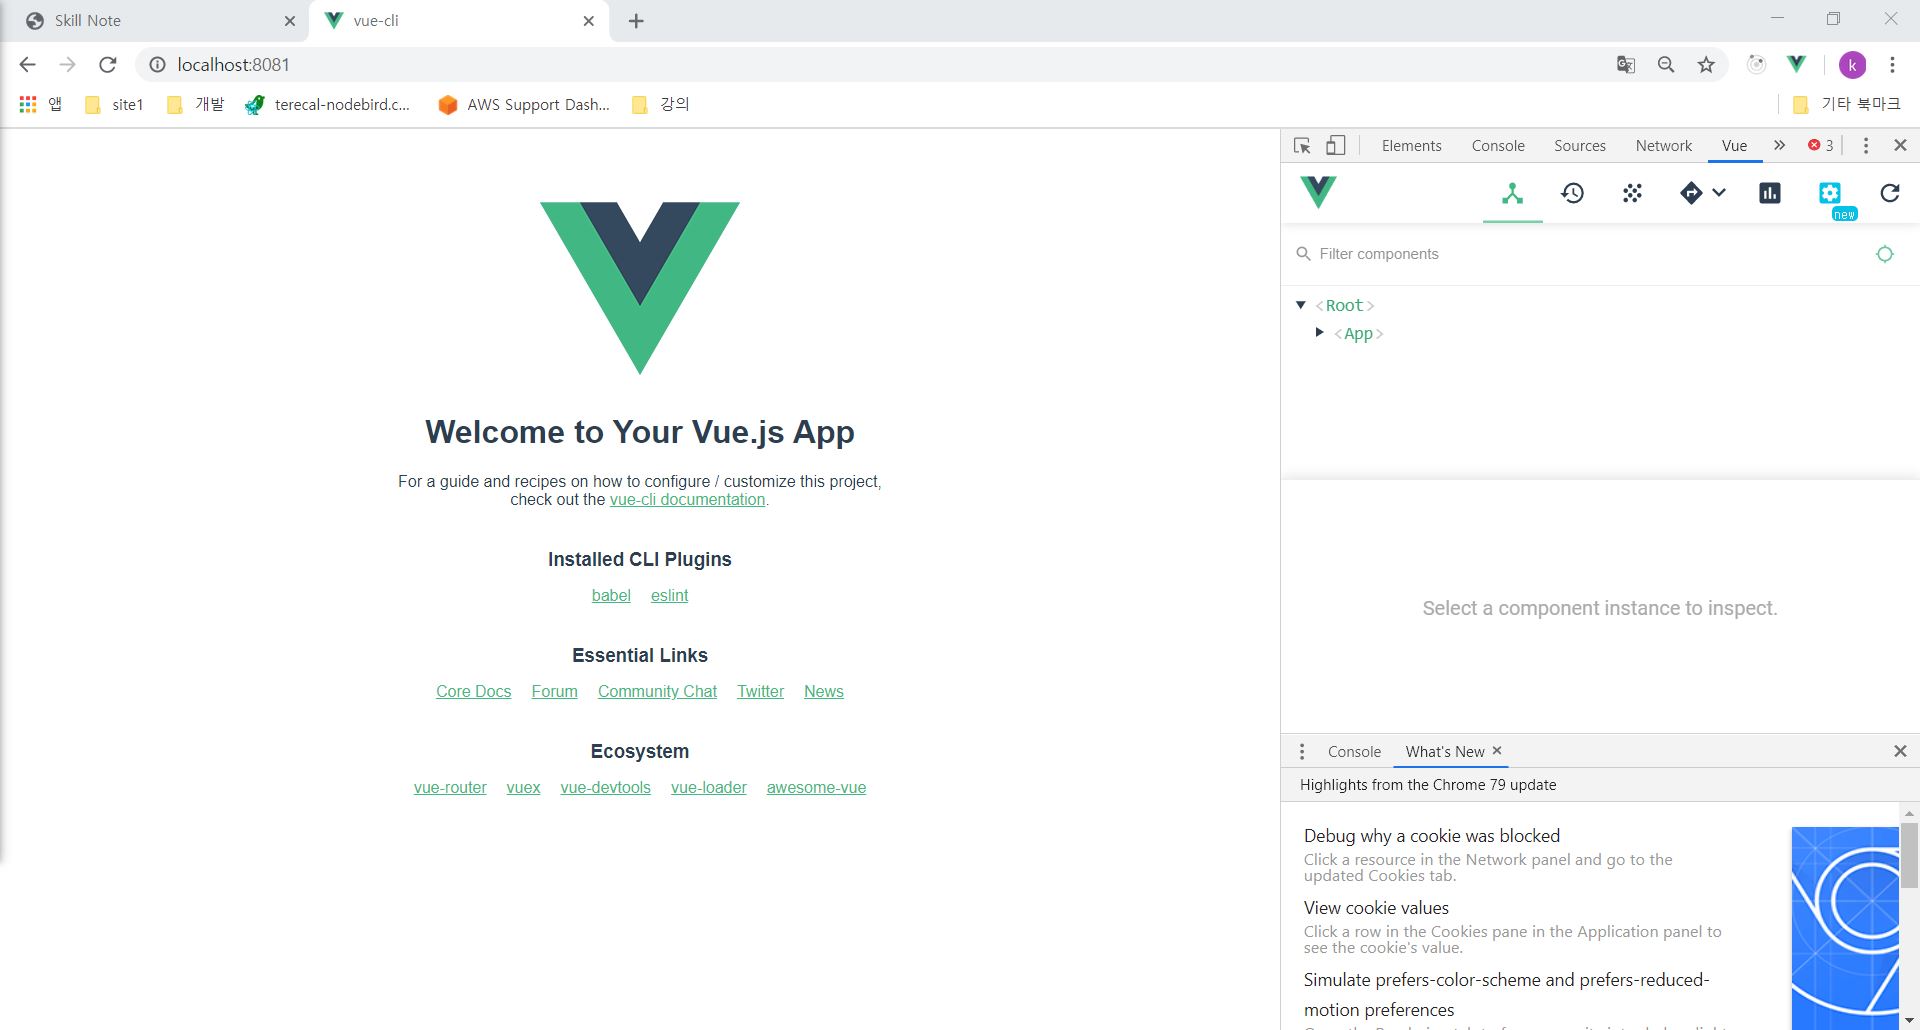 Skill Note
vue-cli
localhost:8081
k
앱
site1
개발
terecal-nodebird.c...
AWS Support Dash...
강의
기타 북마크
Welcome to Your Vue.js App
For a guide and recipes on how to configure / customize this project,
check out the vue-cli documentation.
Installed CLI Plugins
babel eslint
Essential Links
Core Docs Forum Community Chat Twitter News
Ecosystem
vue-router vuex vue-devtools vue-loader awesome-vue
Elements Console Sources Network Vue 3
new
Filter components
<Root>
<App>
Select a component instance to inspect.
Console What's New
Highlights from the Chrome 79 update
Debug why a cookie was blocked
Click a resource in the Network panel and go to the
updated Cookies tab.
View cookie values
Click a row in the Cookies pane in the Application panel to
see the cookie's value.
Simulate prefers-color-scheme and prefers-reduced-
motion preferences